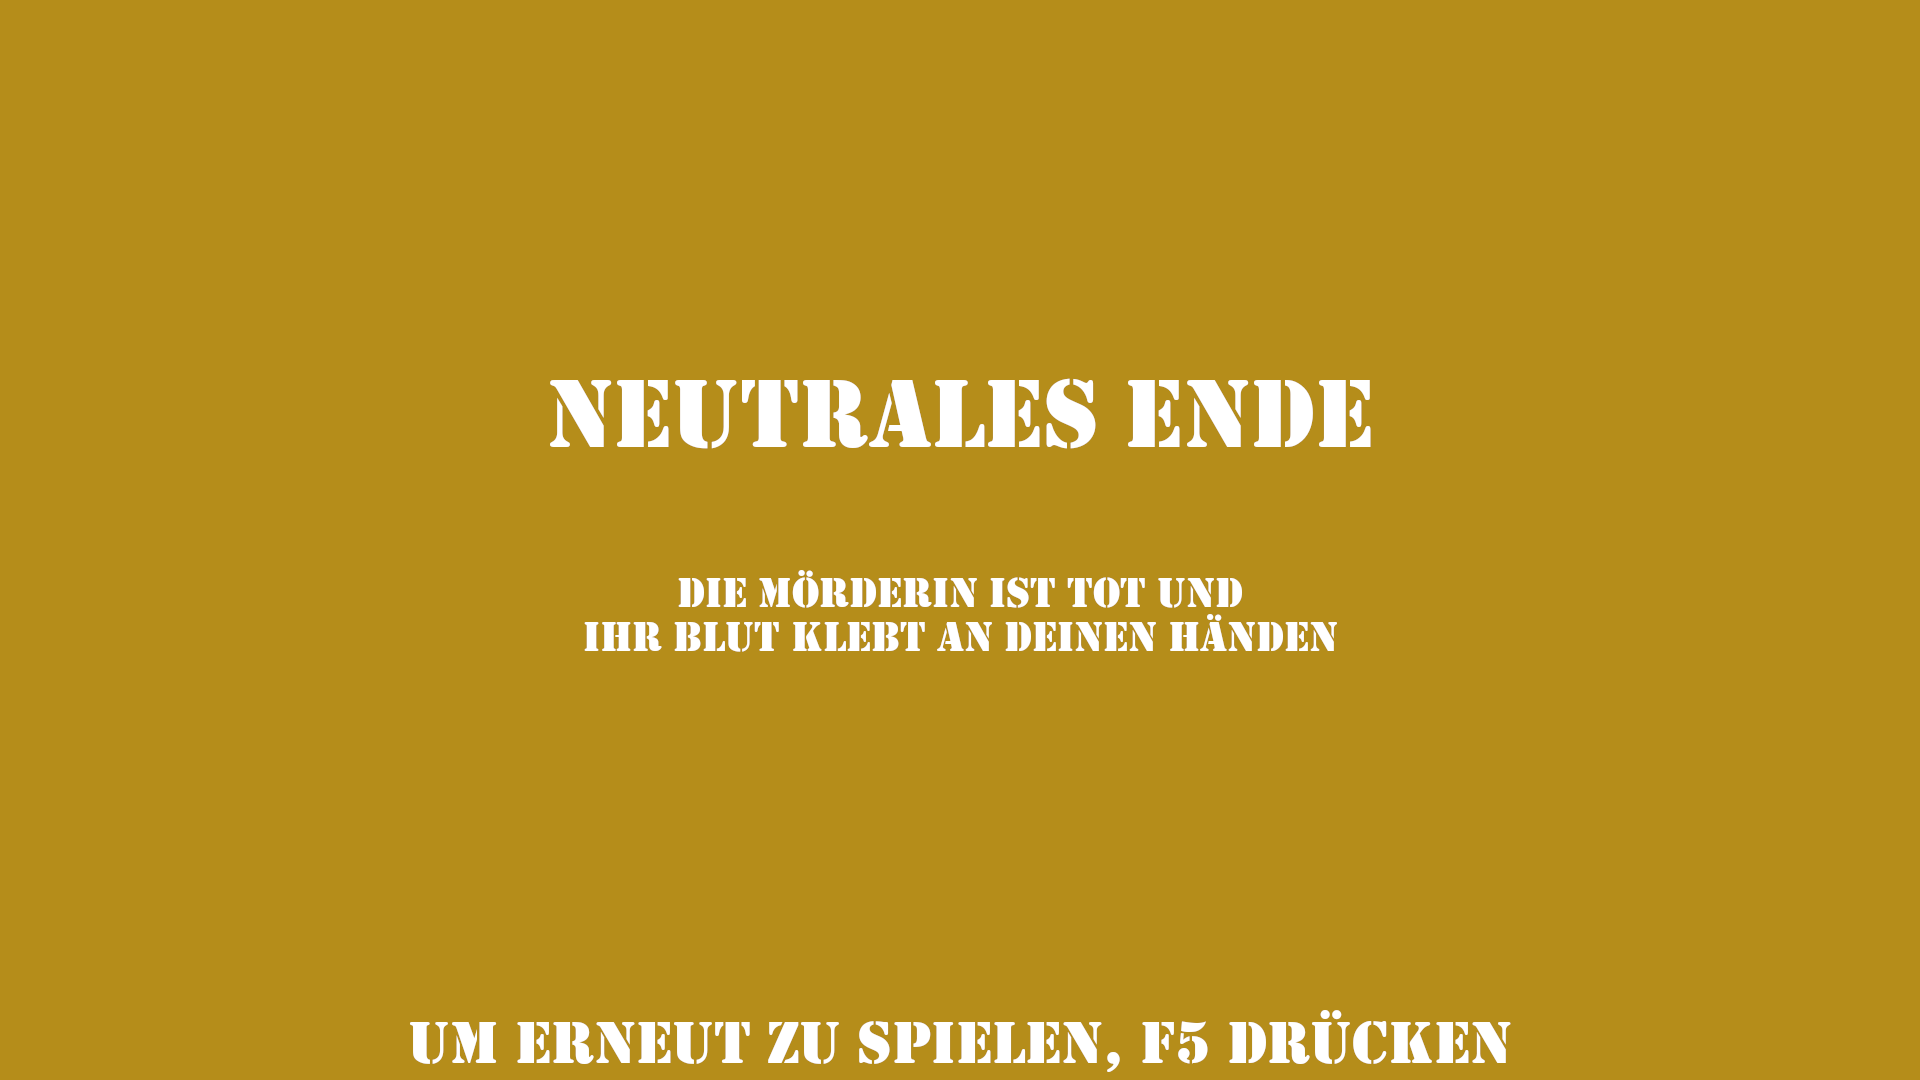 NEUTRALES ENDE
DIE MÖRDERIN IST TOT UND
IHR BLUT KLEBT AN DEINEN HÄNDEN
UM ERNEUT ZU SPIELEN, F5 DRÜCKEN